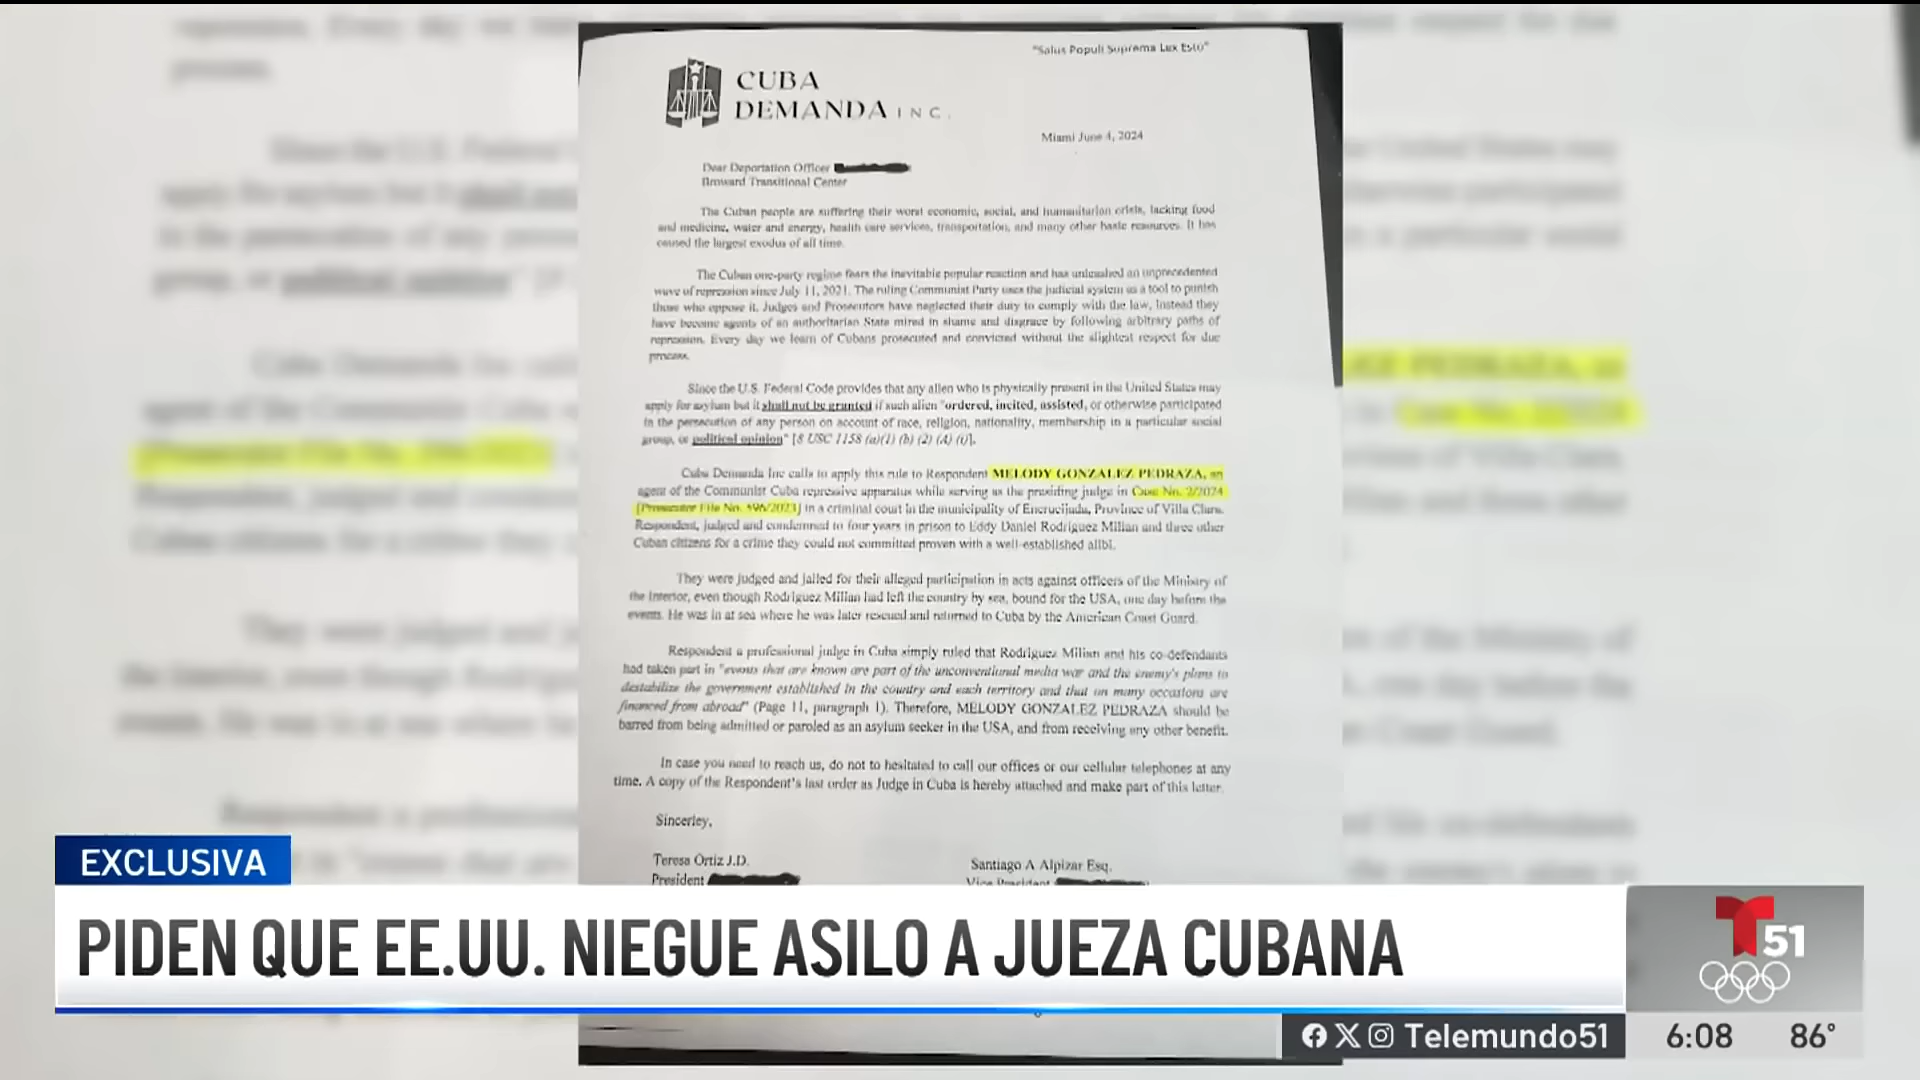 "Salus Populi Suprema Lux Esto"
CUBA
DEMANDA INC.
Miami June 4, 2024
Dear Deportation Officer
Broward Transitional Center
The Cuban people are suffering their worst economic, social, and humanitarian crisis, lacking food
and medicine, water and energy, health care services, transportation, and many other basic resources. It has
caused the largest exodus of all time.
The Cuban one-party regime fears the inevitable popular reaction and has unleashed an unprecedented
wave of repression since July 11, 2021. The ruling Communist Party uses the judicial system as a tool to punish
those who oppose it. Judges and Prosecutors have neglected their duty to comply with the law, instead they
have become agents of an authoritarian State mired in shame and disgrace by following arbitrary paths of
repression. Every day we learn of Cubans prosecuted and convicted without the slightest respect for due
process.
Since the U.S. Federal Code provides that any alien who is physically present in the United States may
apply for asylum but it shall not be granted if such alien "ordered, incited, assisted, or otherwise participated
in the persecution of any person on account of race, religion, nationality, membership in a particular social
group, or political opinion" [8 USC 1158 (a)(1) (b) (2) (A) (i)].
Cuba Demanda Inc calls to apply this rule to Respondent MELODY GONZALEZ PEDRAZA, an
agent of the Communist Cuba repressive apparatus while serving as the presiding judge in Case No. 2/2024
[Prosecutor File No. 596/2023] in a criminal court in the municipality of Encrucijada, Province of Villa Clara.
Respondent, judged and condemned to four years in prison to Eddy Daniel Rodriguez Milian and three other
Cuban citizens for a crime they could not committed proven with a well-established alibi.
They were judged and jailed for their alleged participation in acts against officers of the Ministry of
the Interior, even though Rodriguez Milian had left the country by sea, bound for the USA, one day before the
events. He was in at sea where he was later rescued and returned to Cuba by the American Coast Guard.
Respondent a professional judge in Cuba simply ruled that Rodriguez Milian and his co-defendants
had taken part in "evens that are known are part of the unconventional media war and the enemy's plans to
destabilize the government established in the country and each territory and that on many occasions are
financed from abroad" (Page 11, paragraph 1). Therefore, MELODY GONZALEZ PEDRAZA should be
barred from being admitted or paroled as an asylum seeker in the USA, and from receiving any other benefit.
In case you need to reach us, do not to hesitated to call our offices or our cellular telephones at any
time. A copy of the Respondent's last order as Judge in Cuba is hereby attached and make part of this letter.
Sincerley,
Teresa Ortiz J.D.
President
Santiago A Alpizar Esq.
Vice President
EXCLUSIVA
PIDEN QUE EE.UU. NIEGUE ASILO A JUEZA CUBANA
T 51
Telemundo51
6:08 86°